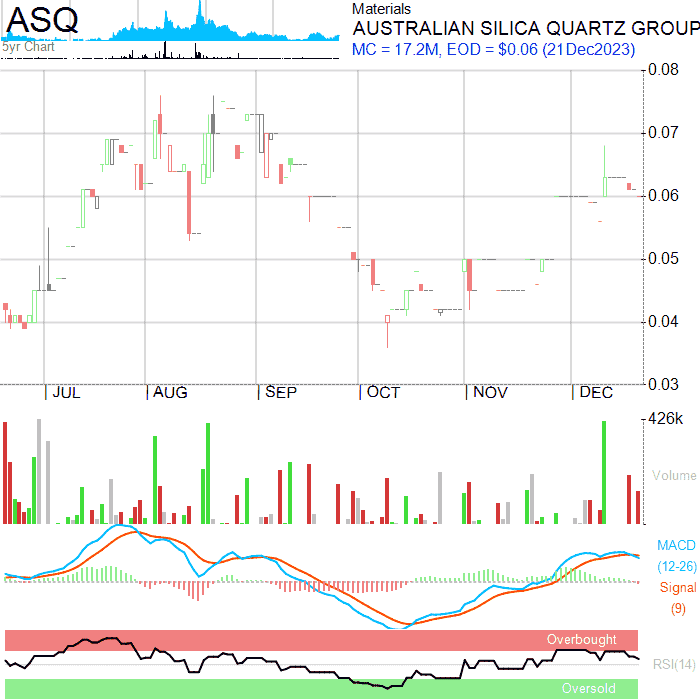 ASQ
5yr Chart
Materials
AUSTRALIAN SILICA QUARTZ GROUP
MC = 17.2M, EOD = $0.06 (21Dec2023)
0.08
0.07
0.06
0.05
0.04
0.03
JUL
AUG
SEP
OCT
NOV
DEC
426k
Volume
MACD
(12-26)
Signal
(9)
Overbought
RSI(14)
Oversold